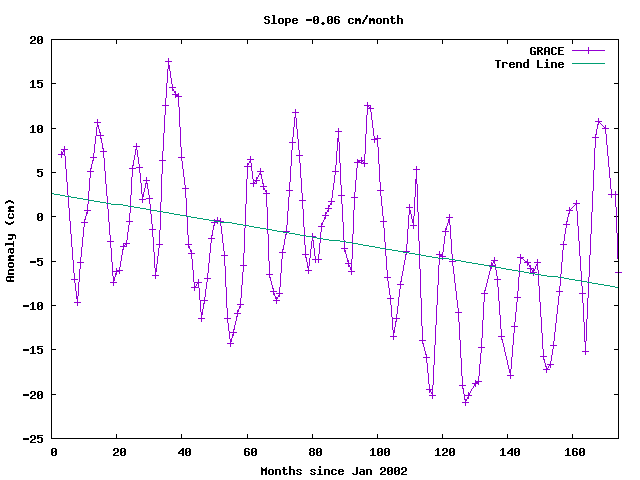 Slope -0.06 cm/month
GRACE
Trend Line
20
15
10
5
0
-5
-10
-15
-20
-25
Anomaly (cm)
0 20 40 60 80 100 120 140 160
Months since Jan 2002